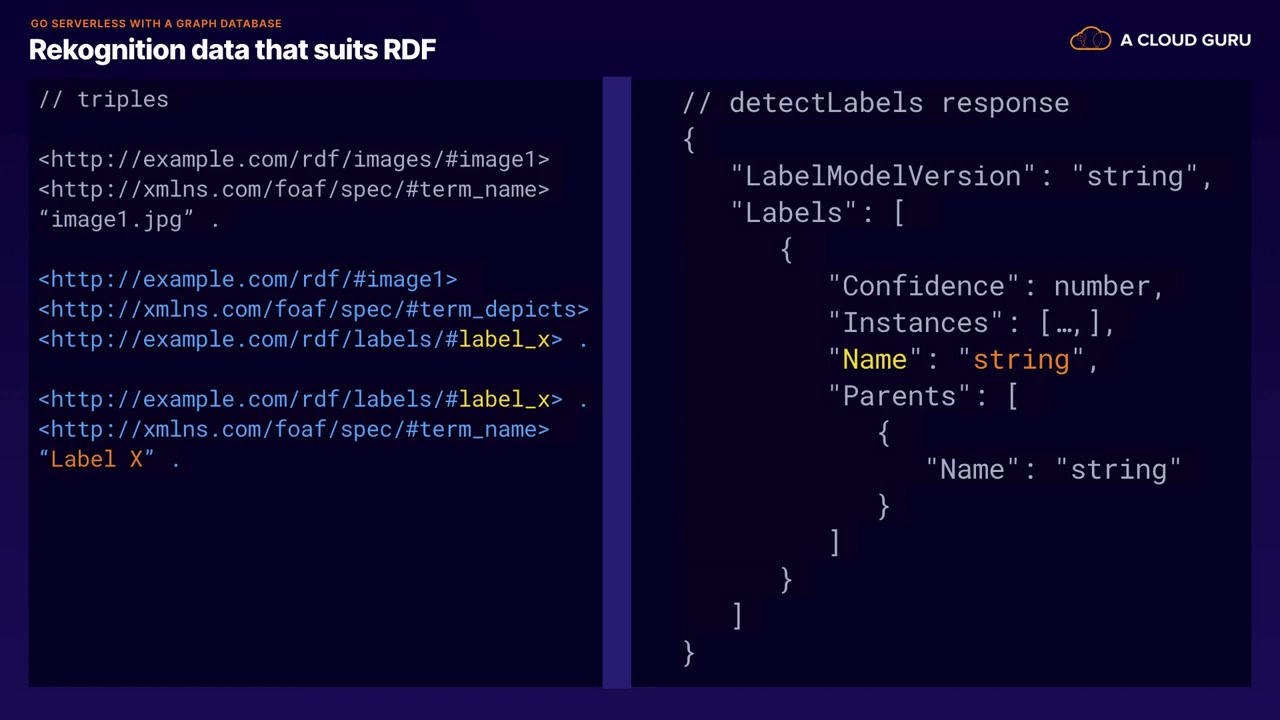 GO SERVERLESS WITH A GRAPH DATABASE
Rekognition data that suits RDF
A CLOUD GURU
// triples
<http://example.com/rdf/images/#image1>
<http://xmlns.com/foaf/spec/#term_name>
“image1.jpg” .
<http://example.com/rdf/#image1>
<http://xmlns.com/foaf/spec/#term_depicts>
<http://example.com/rdf/labels/#label_x> .
<http://example.com/rdf/labels/#label_x> .
<http://xmlns.com/foaf/spec/#term_name>
“Label X” .
// detectLabels response
{
"LabelModelVersion": "string",
"Labels": [
{
"Confidence": number,
"Instances": […,],
"Name": "string",
"Parents": [
{
"Name": "string"
}
]
}
]
}